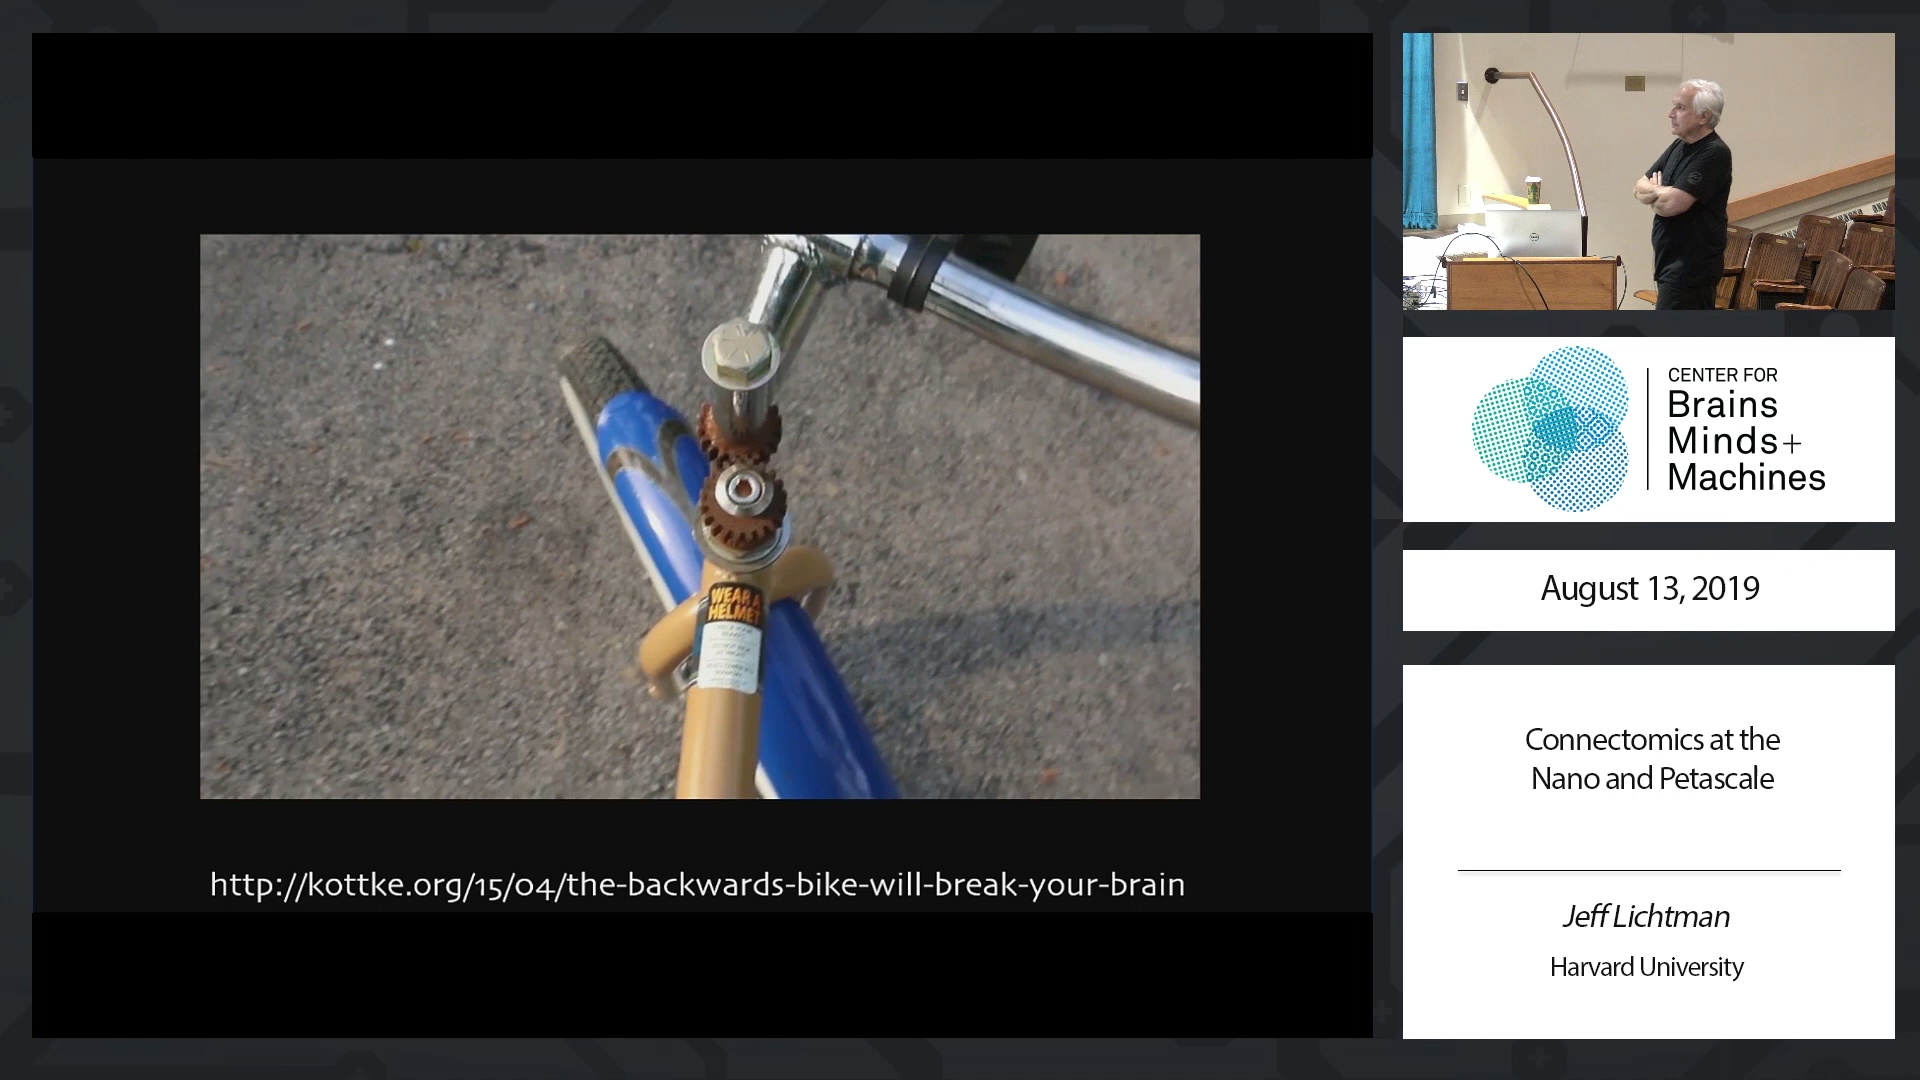 WEAR A
HELMET
http://kottke.org/15/04/the-backwards-bike-will-break-your-brain
CENTER FOR
Brains
Minds+
Machines
August 13, 2019
Connectomics at the
Nano and Petascale
Jeff Lichtman
Harvard University